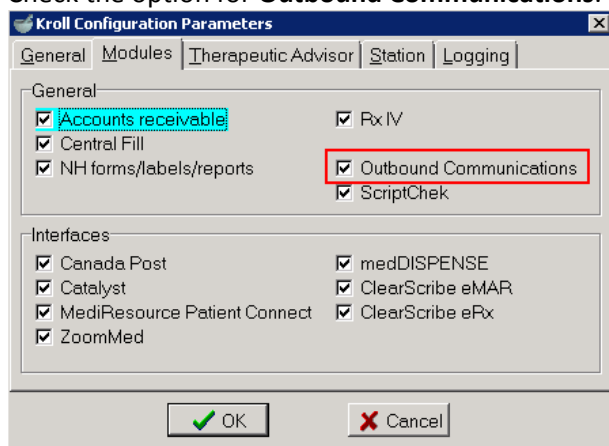 Check the option for Outbound Communications.
Kroll Configuration Parameters
General Modules Therapeutic Advisor Station Logging
General
Accounts receivable Rx IV
Central Fill
NH forms/labels/reports Outbound Communications
ScriptChek
Interfaces
Canada Post medDISPENSE
Catalyst ClearScribe eMAR
MediResource Patient Connect ClearScribe eRx
ZoomMed
OK Cancel